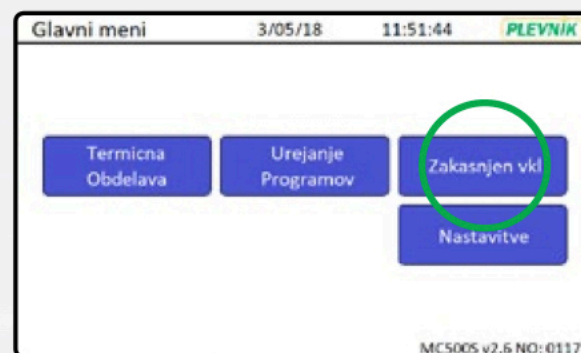 Glavni meni 3/05/18 11:51:44 PLEVNIK
Termicna
Obdelava
Urejanje
Programov
Zakasnjen vkl
Nastavitve
MC500S v2.6 NO: 0117